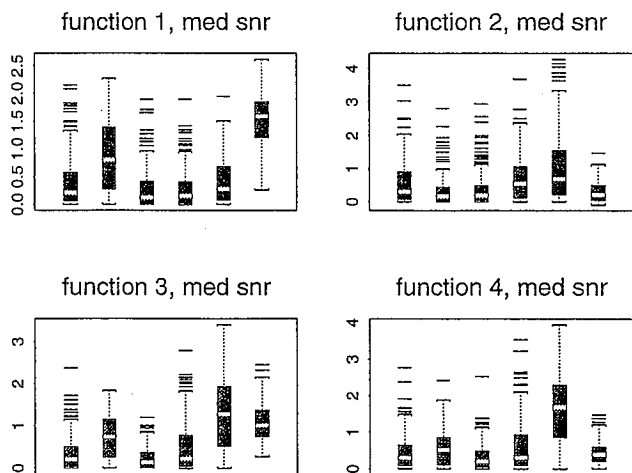 function 1, med snr
function 2, med snr
0.0 0.5 1.0 1.5 2.0 2.5
0 1 2 3 4
function 3, med snr
function 4, med snr
0 1 2 3
0 1 2 3 4